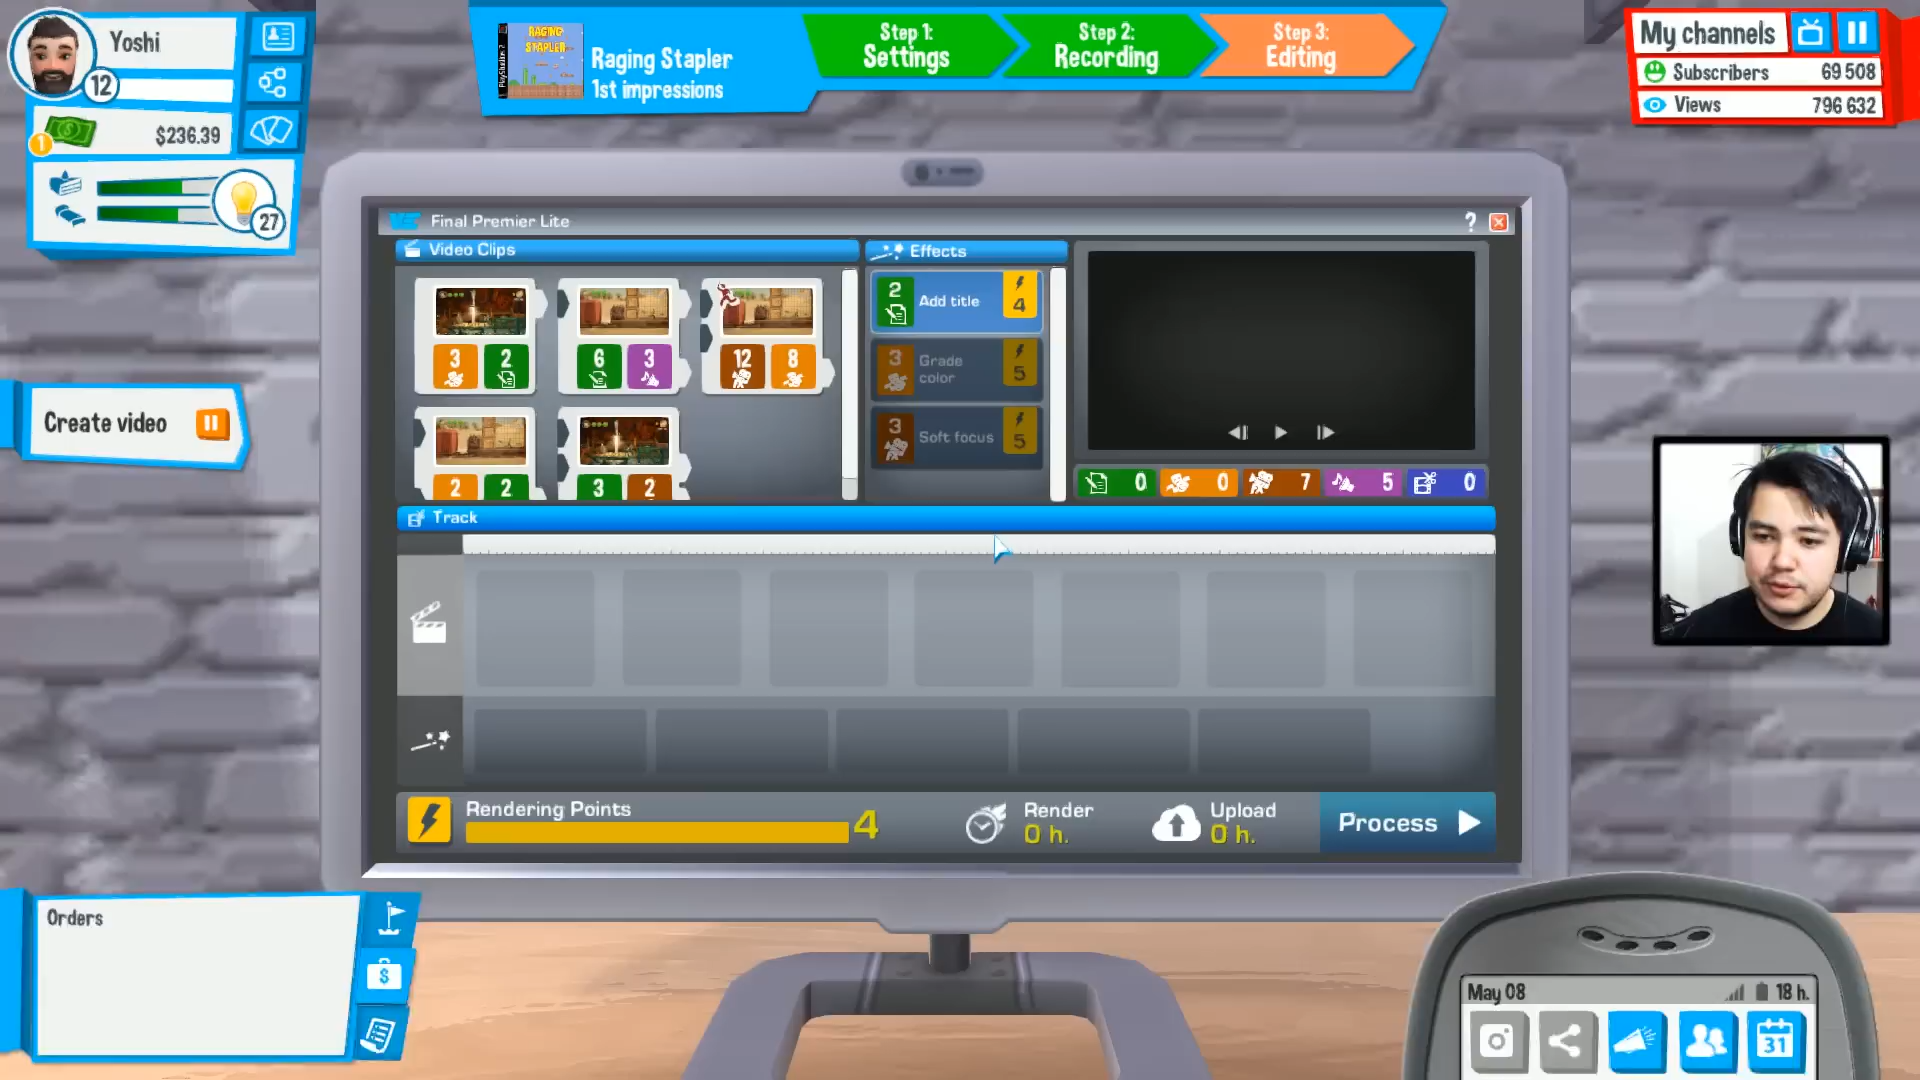 Yoshi
12
$236.39
1
27
RAGING
STAPLER
Raging Stapler
1st impressions
Step 1:
Settings
Step 2:
Recording
Step 3:
Editing
My channels
Subscribers 69 508
Views 796 632
Create video
Final Premier Lite
?
Video Clips
3 2
6 3
12 8
2 2
3 2
Effects
2 Add title 4
3 Grade color 5
3 Soft focus 5
0 0 7 5 0
Track
Rendering Points
4
Render
0 h.
Upload
0 h.
Process
Orders
May 08
18 h.
31